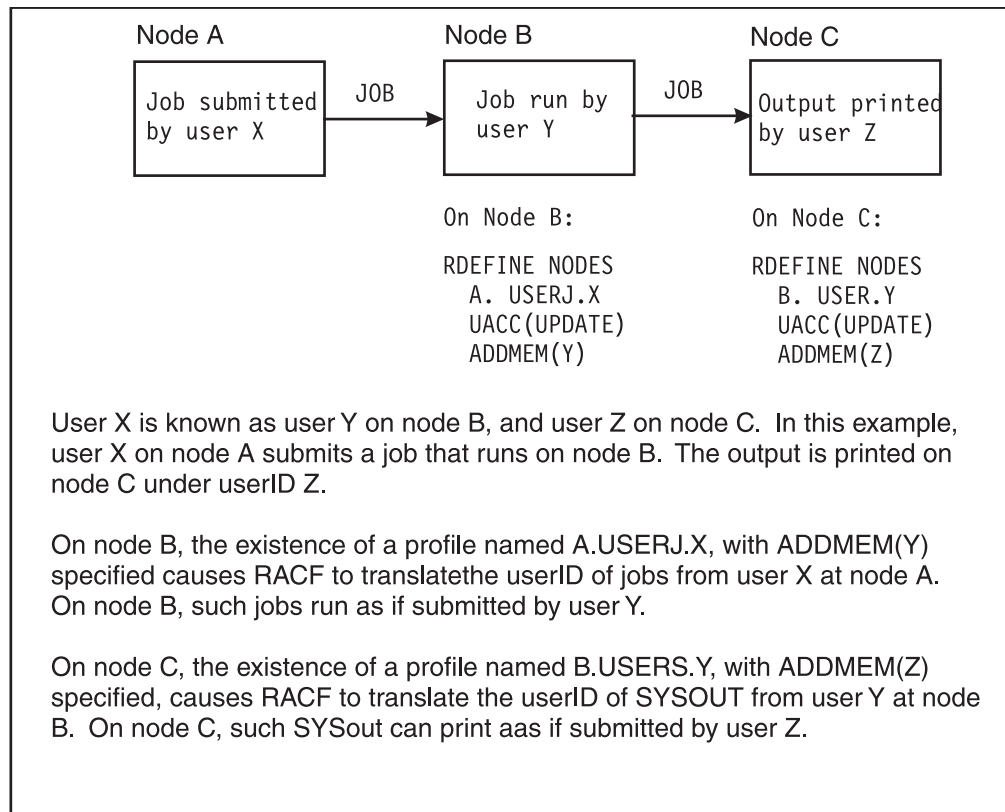 Node A
Node B
Node C
Job submitted
by user X
JOB
Job run by
user Y
JOB
Output printed
by user Z
On Node B:
RDEFINE NODES
A. USERJ.X
UACC(UPDATE)
ADDMEM(Y)
On Node C:
RDEFINE NODES
B. USER.Y
UACC(UPDATE)
ADDMEM(Z)
User X is known as user Y on node B, and user Z on node C. In this example,
user X on node A submits a job that runs on node B. The output is printed on
node C under userID Z.
On node B, the existence of a profile named A.USERJ.X, with ADDMEM(Y)
specified causes RACF to translatethe userID of jobs from user X at node A.
On node B, such jobs run as if submitted by user Y.
On node C, the existence of a profile named B.USERS.Y, with ADDMEM(Z)
specified, causes RACF to translate the userID of SYSOUT from user Y at node
B. On node C, such SYSout can print aas if submitted by user Z.